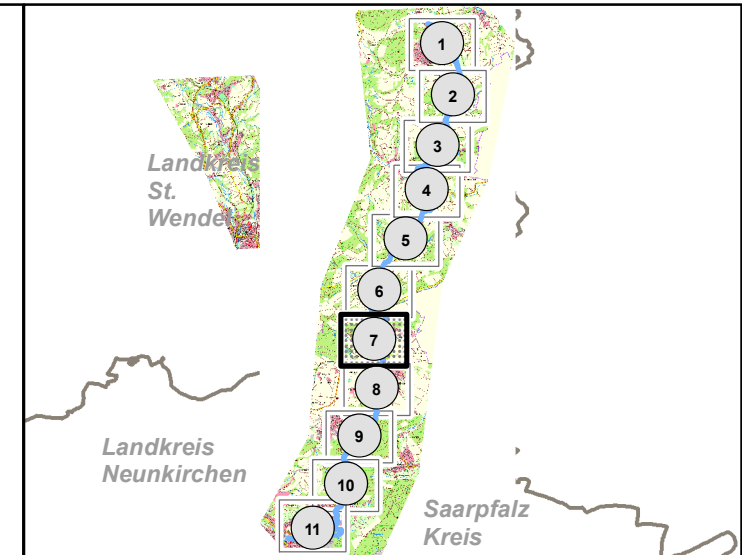 1
2
3
Landkreis
St.
Wendel
4
5
6
7
8
9
Landkreis
Neunkirchen
10
Saarpfalz
Kreis
11